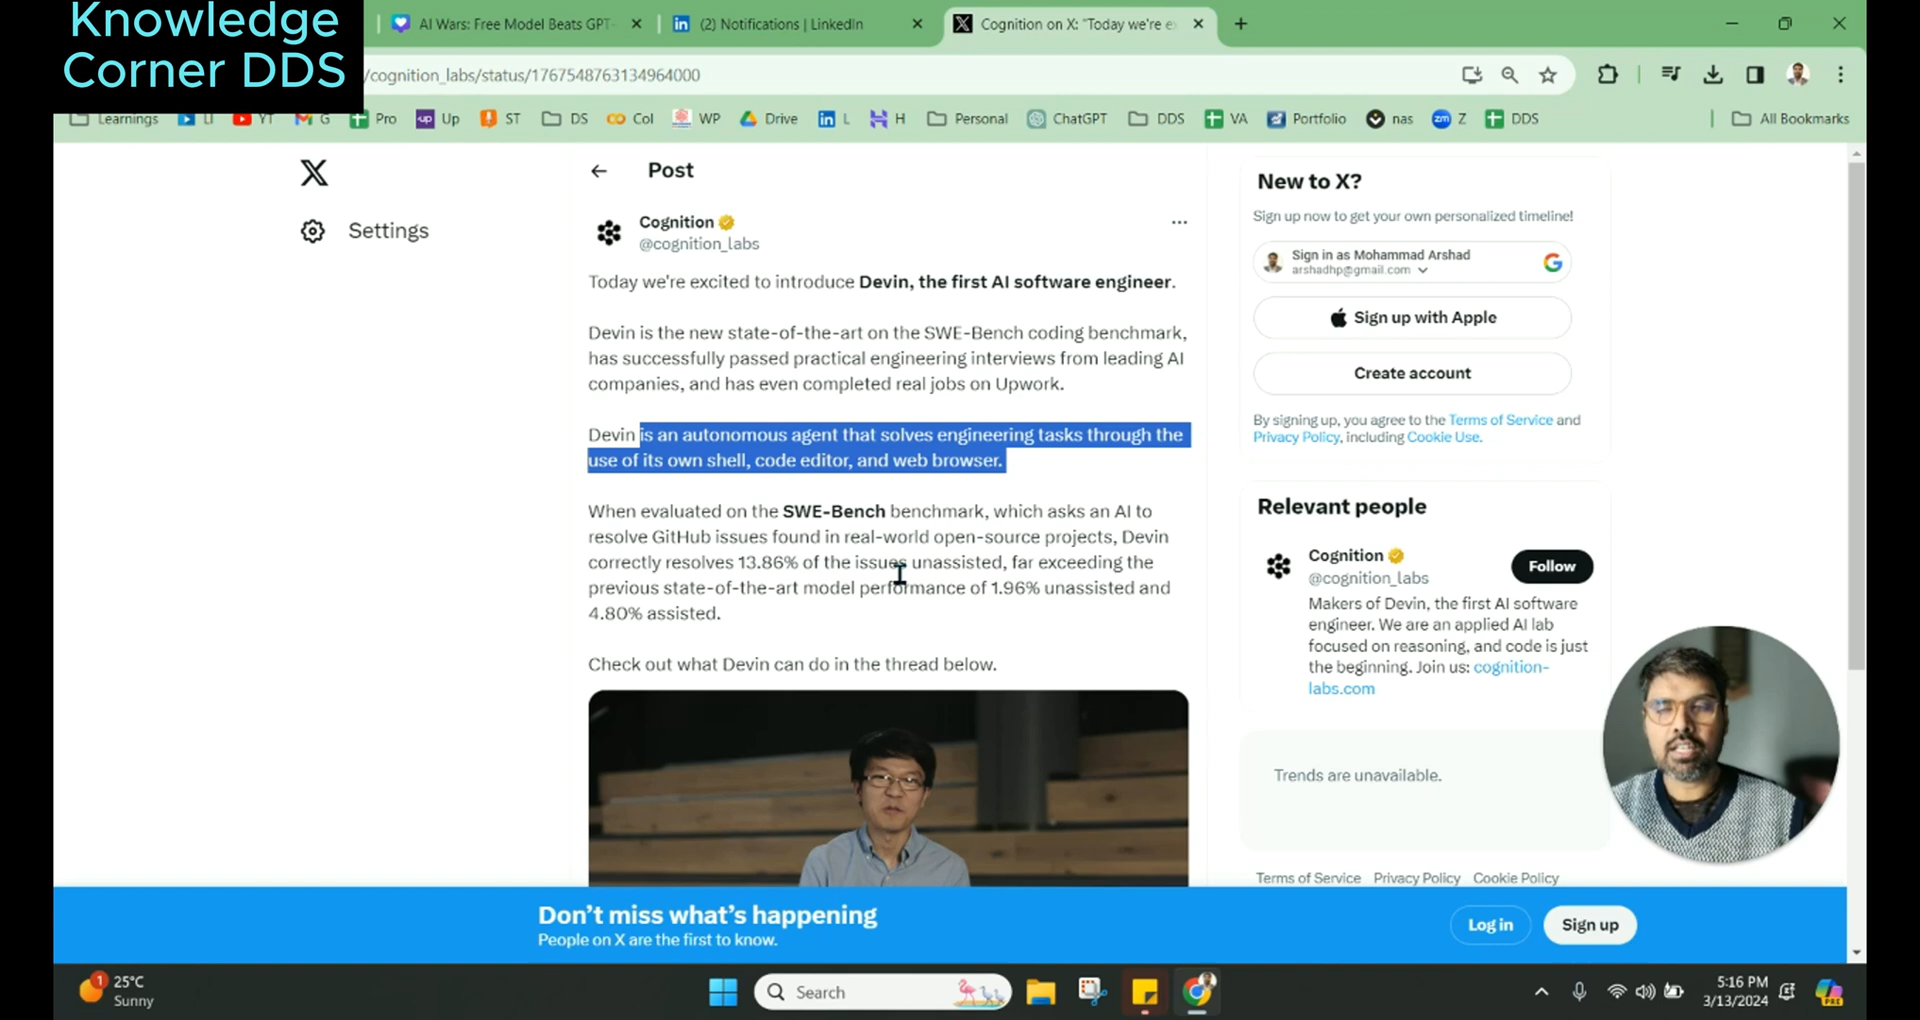 Knowledge
Corner DDS
AI Wars: Free Model Beats GPT-
(2) Notifications | LinkedIn
Cognition on X: "Today we're e
/cognition_labs/status/1767548763134964000
Learnings
LI
YT
G
Pro
Up
ST
DS
Col
WP
Drive
L
H
Personal
ChatGPT
DDS
VA
Portfolio
nas
Z
DDS
All Bookmarks
Settings
Post
Cognition
@cognition_labs
Today we're excited to introduce Devin, the first AI software engineer.
Devin is the new state-of-the-art on the SWE-Bench coding benchmark,
has successfully passed practical engineering interviews from leading AI
companies, and has even completed real jobs on Upwork.
Devin is an autonomous agent that solves engineering tasks through the
use of its own shell, code editor, and web browser.
When evaluated on the SWE-Bench benchmark, which asks an AI to
resolve GitHub issues found in real-world open-source projects, Devin
correctly resolves 13.86% of the issues unassisted, far exceeding the
previous state-of-the-art model performance of 1.96% unassisted and
4.80% assisted.
Check out what Devin can do in the thread below.
New to X?
Sign up now to get your own personalized timeline!
Sign in as Mohammad Arshad
arshadhp@gmail.com
Sign up with Apple
Create account
By signing up, you agree to the Terms of Service and
Privacy Policy, including Cookie Use.
Relevant people
Cognition
@cognition_labs
Follow
Makers of Devin, the first AI software
engineer. We are an applied AI lab
focused on reasoning, and code is just
the beginning. Join us: cognition-
labs.com
Trends are unavailable.
Terms of Service Privacy Policy Cookie Policy
Don't miss what's happening
People on X are the first to know.
Log in
Sign up
1
25°C
Sunny
Search
5:16 PM
3/13/2024
PRE